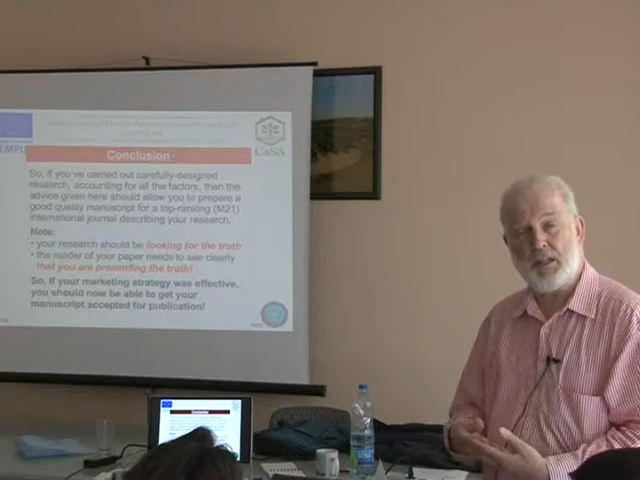 Conclusion
CaSA
So, if you've carried out carefully-designed
research, accounting for all the factors, then the
advice given here should allow you to prepare a
good quality manuscript for a top-ranking (M21)
international journal describing your research.
Note:
• your research should be looking for the truth
• the reader of your paper needs to see clearly
that you are presenting the truth!
So, If your marketing strategy was effective,
you should now be able to get your
manuscript accepted for publication!
Conclusion